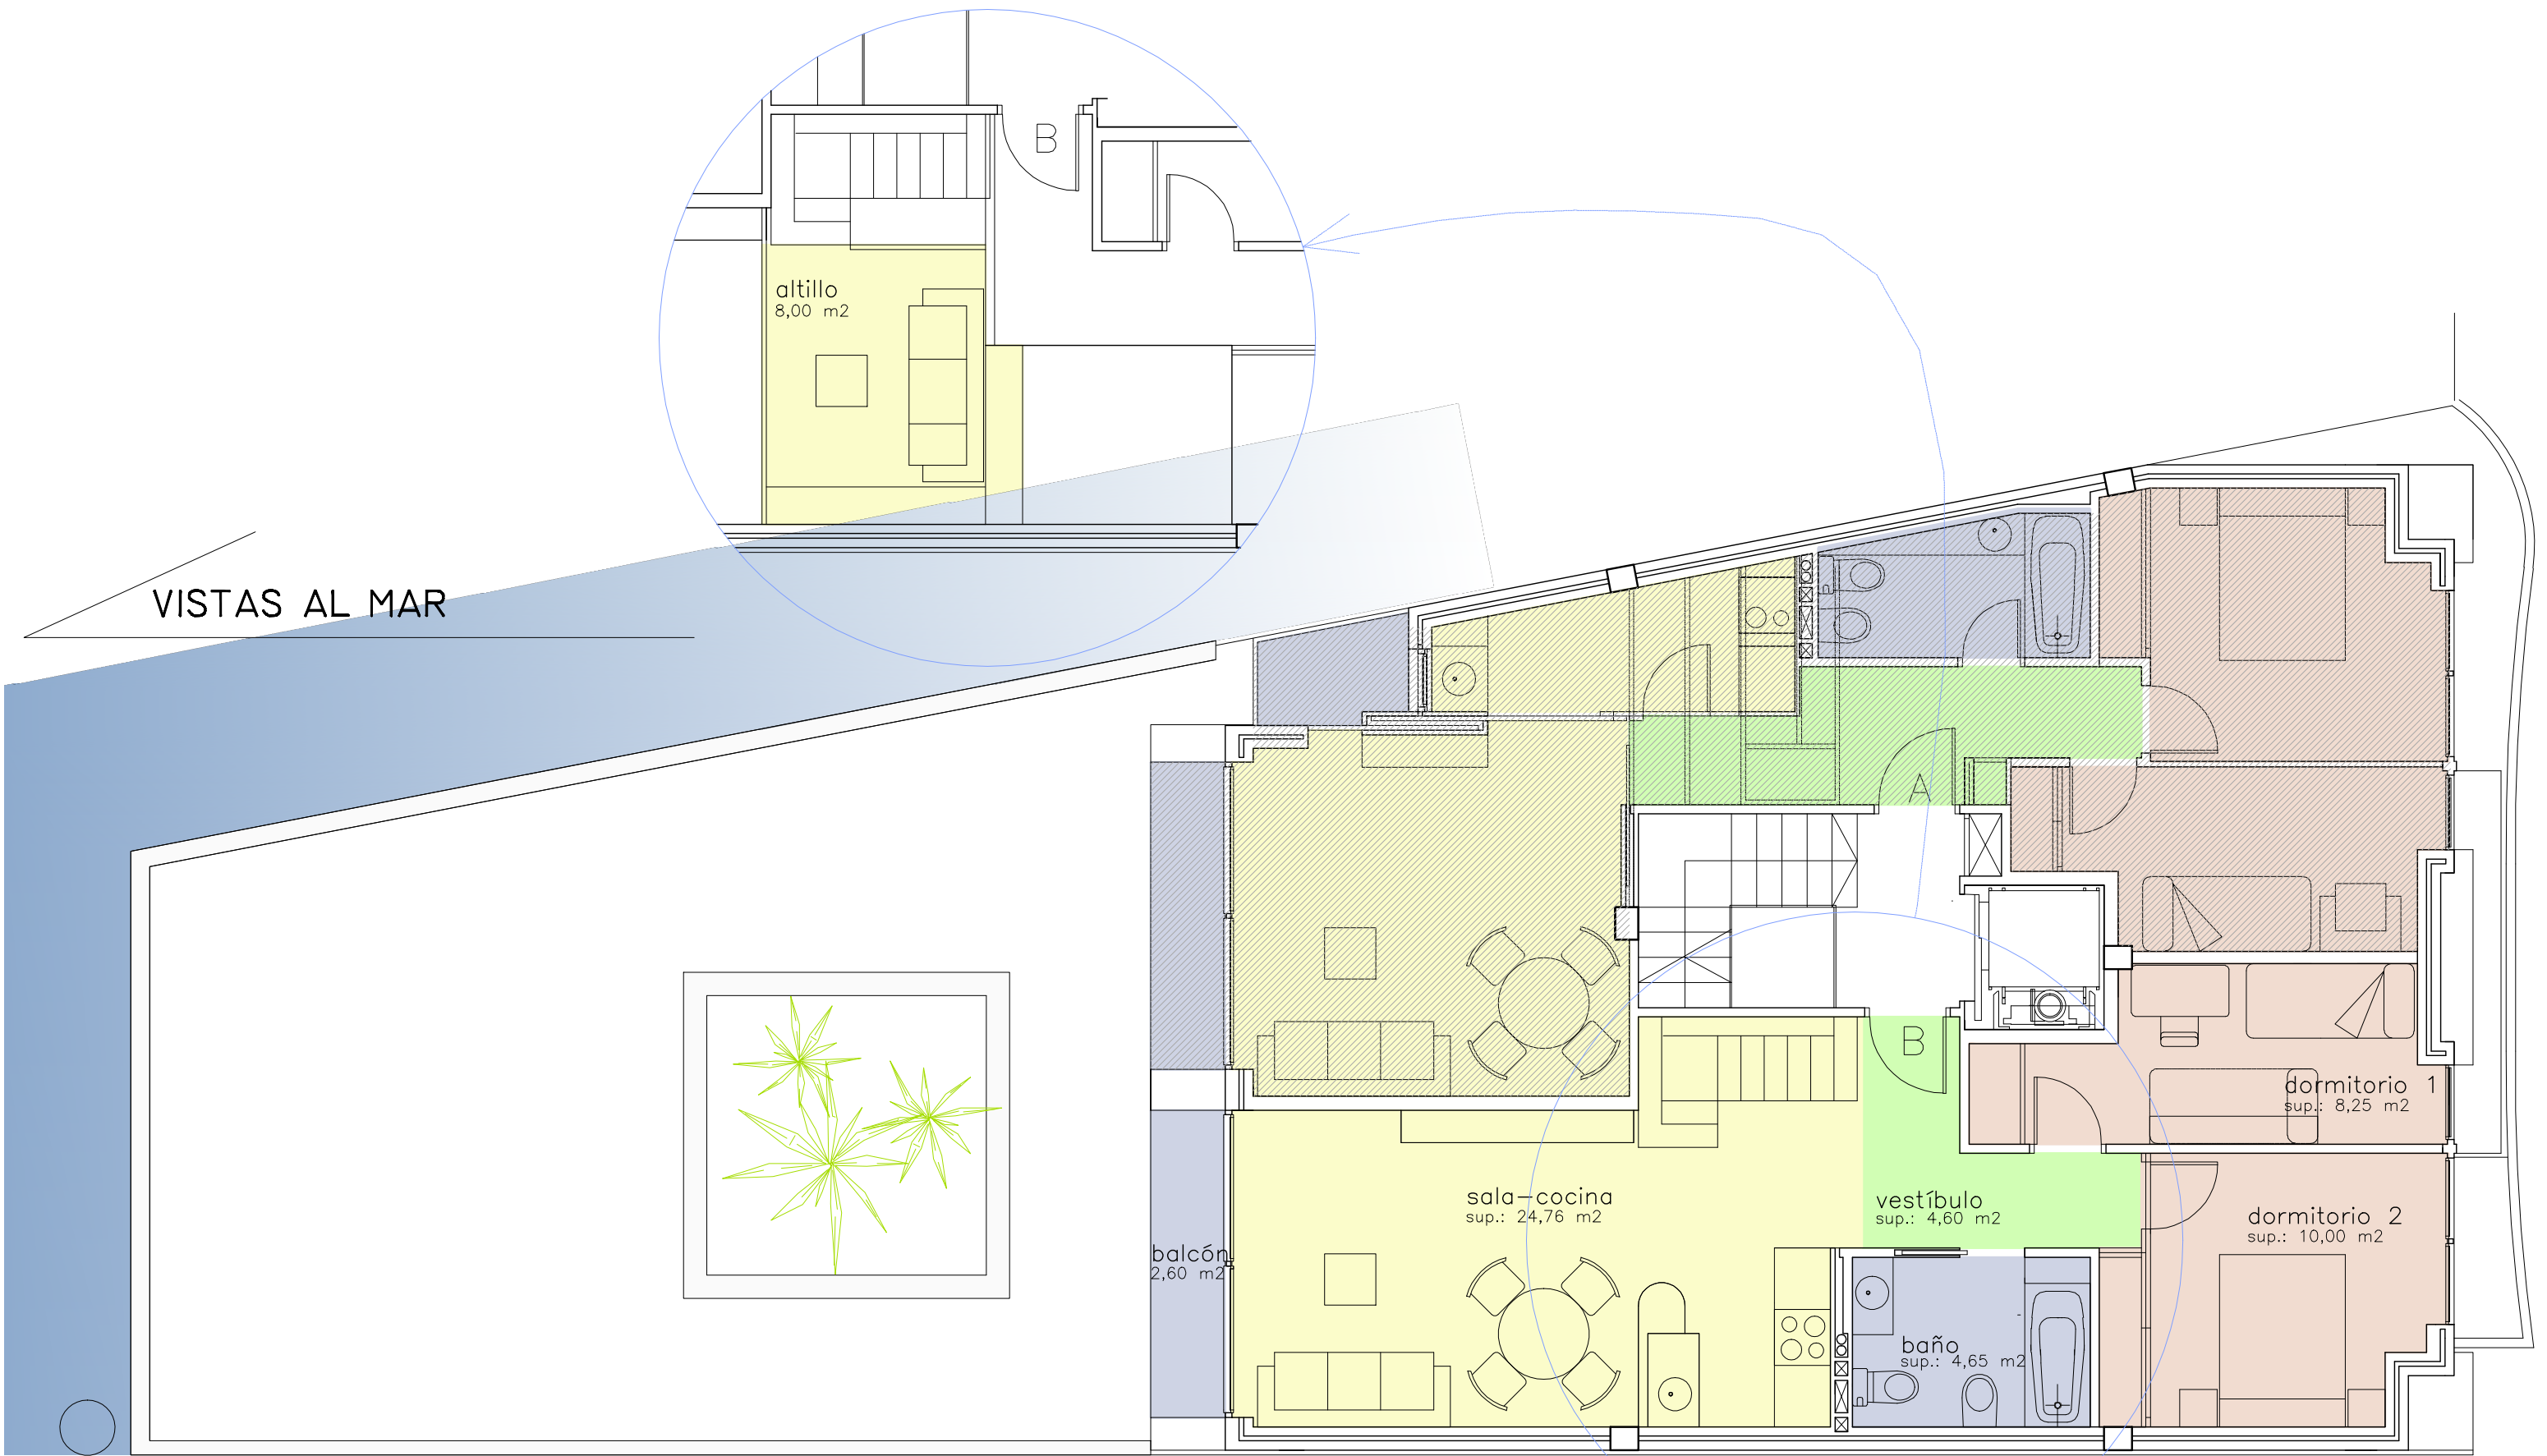 B
altillo
8,00 m2
VISTAS AL MAR
A
B
dormitorio 1
sup.: 8,25 m2
sala-cocina
sup.: 24,76 m2
vestíbulo
sup.: 4,60 m2
dormitorio 2
sup.: 10,00 m2
balcón
2,60 m2
baño
sup.: 4,65 m2